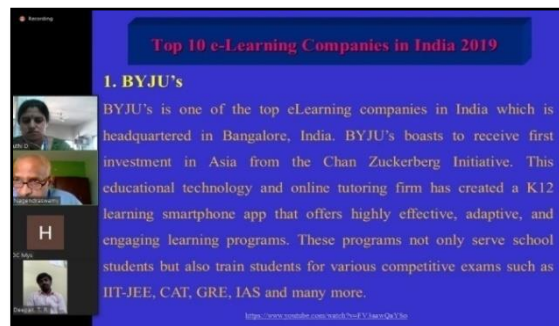 Recording
Top 10 e-Learning Companies in India 2019
1. BYJU's
BYJU's is one of the top eLearning companies in India which is
headquartered in Bangalore, India. BYJU's boasts to receive first
investment in Asia from the Chan Zuckerberg Initiative. This
educational technology and online tutoring firm has created a K12
learning smartphone app that offers highly effective, adaptive, and
engaging learning programs. These programs not only serve school
students but also train students for various competitive exams such as
IIT-JEE, CAT, GRE, IAS and many more.
H